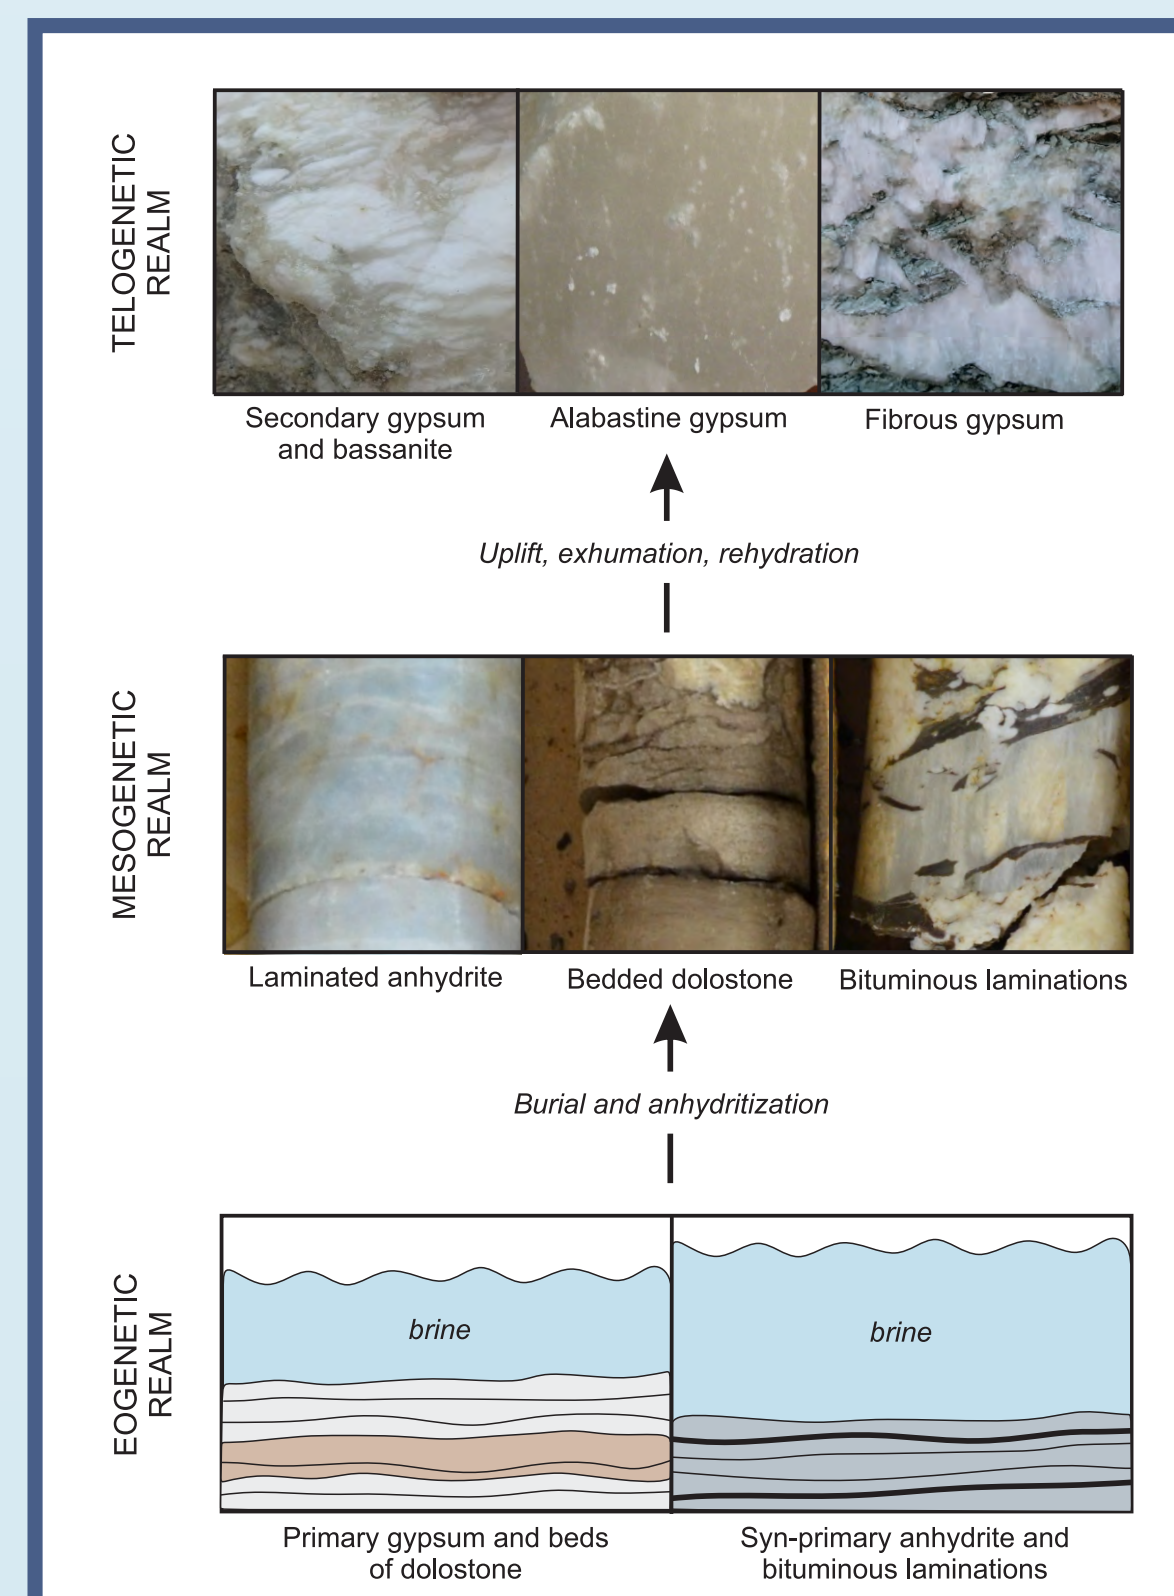 TELOGENETIC
REALM
Secondary gypsum
and bassanite
Alabastine gypsum
Fibrous gypsum
Uplift, exhumation, rehydration
MESOGENETIC
REALM
Laminated anhydrite
Bedded dolostone
Bituminous laminations
Burial and anhydritization
EOGENETIC
REALM
brine
brine
Primary gypsum and beds
of dolostone
Syn-primary anhydrite and
bituminous laminations